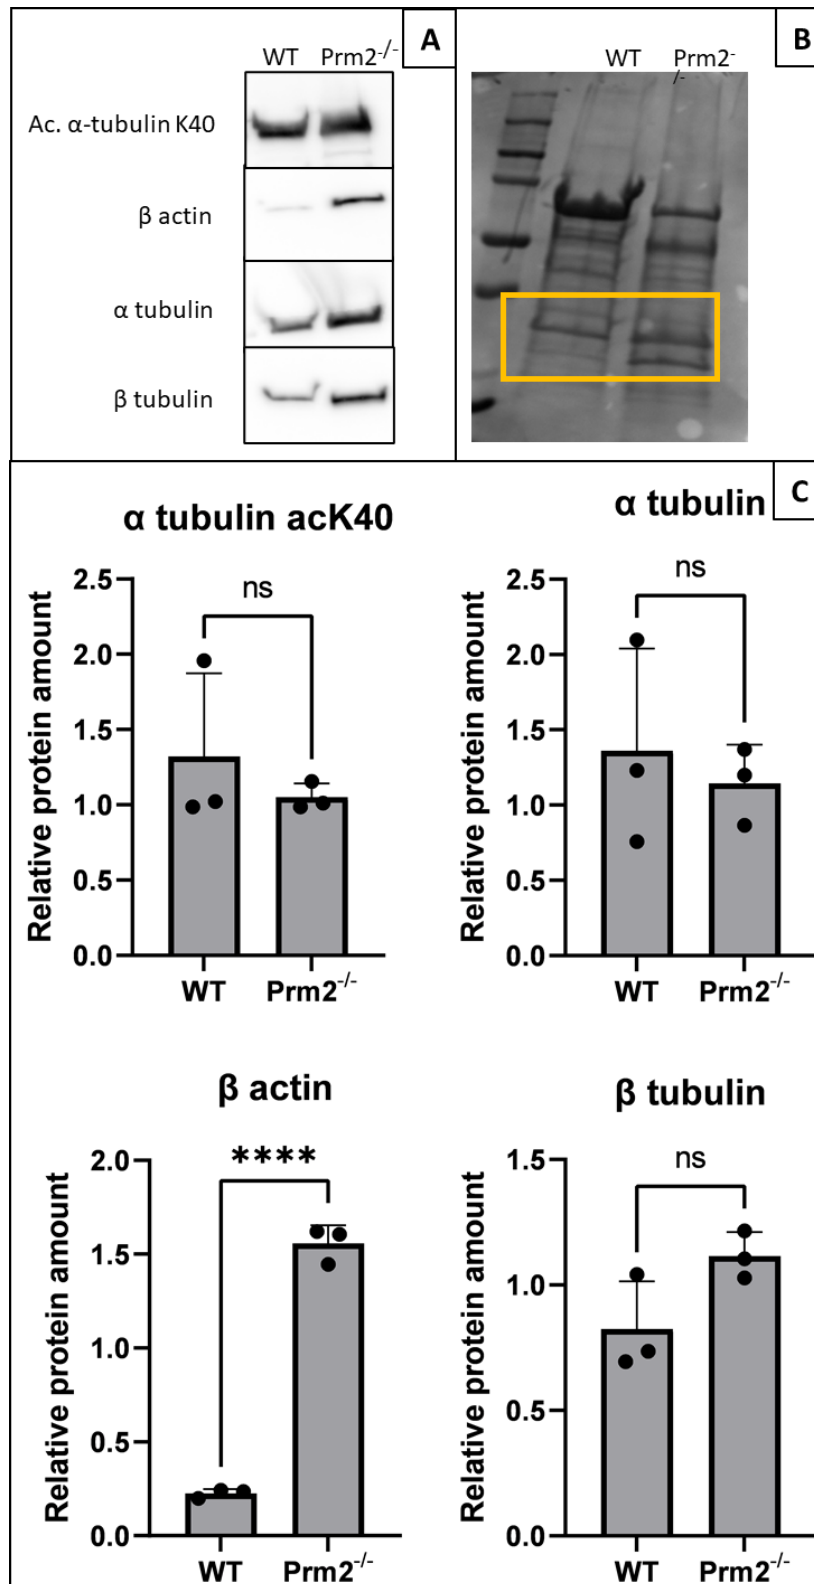 A
WT Prm2-/-
Ac. α-tubulin K40
β actin
α tubulin
β tubulin
B
WT Prm2-
/-
C
α tubulin acK40
ns
Relative protein amount
2.5
2.0
1.5
1.0
0.5
0.0
WT Prm2-/-
α tubulin
ns
Relative protein amount
2.5
2.0
1.5
1.0
0.5
0.0
WT Prm2-/-
β actin
****
Relative protein amount
2.0
1.5
1.0
0.5
0.0
WT Prm2-/-
β tubulin
ns
Relative protein amount
1.5
1.0
0.5
0.0
WT Prm2-/-